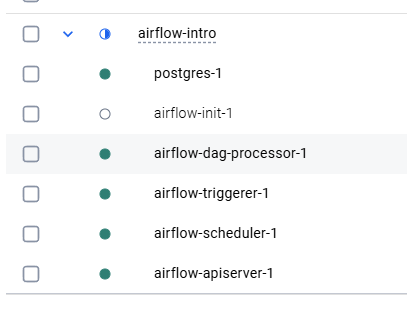 airflow-intro
postgres-1
airflow-init-1
airflow-dag-processor-1
airflow-triggerer-1
airflow-scheduler-1
airflow-apiserver-1